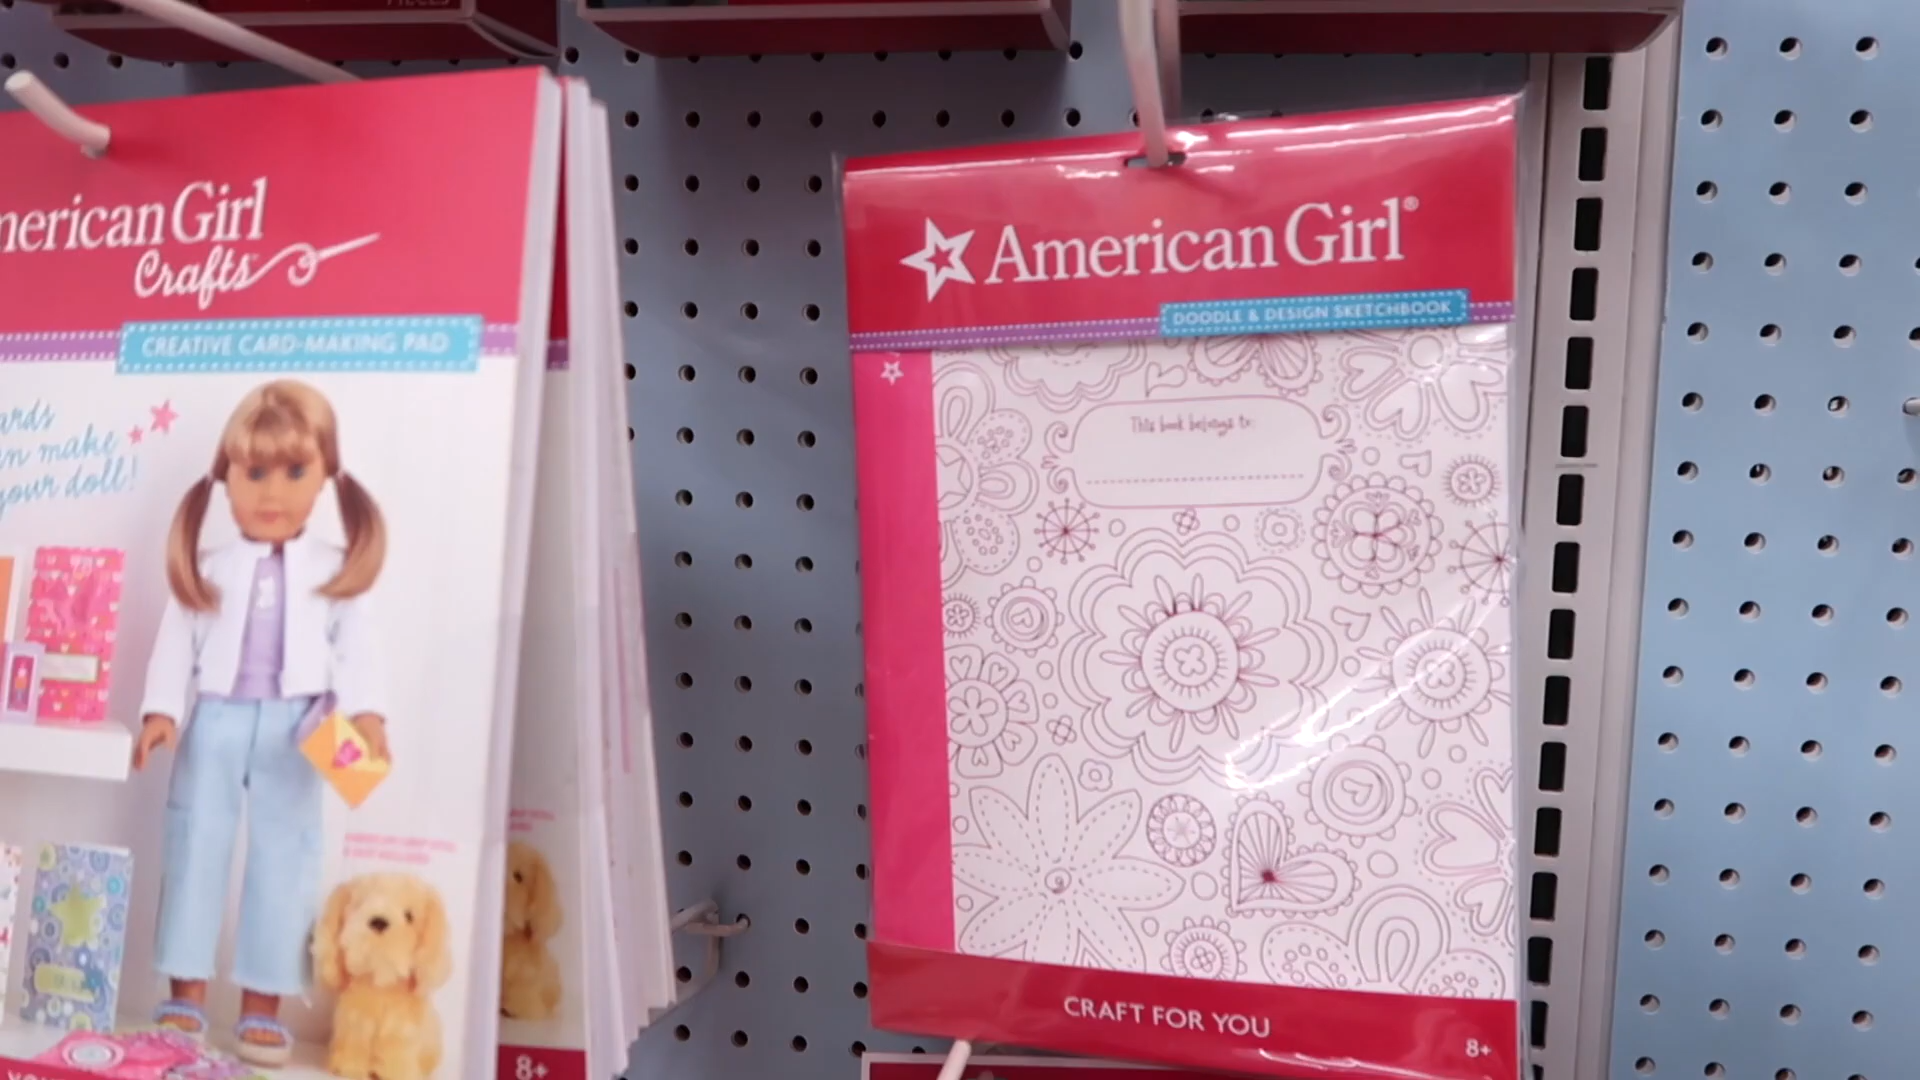 merican Girl
Crafts
CREATIVE CARD-MAKING PAD
ards
n make
your doll!
8+
American Girl®
DOODLE & DESIGN SKETCHBOOK
This book belongs to:
CRAFT FOR YOU
8+